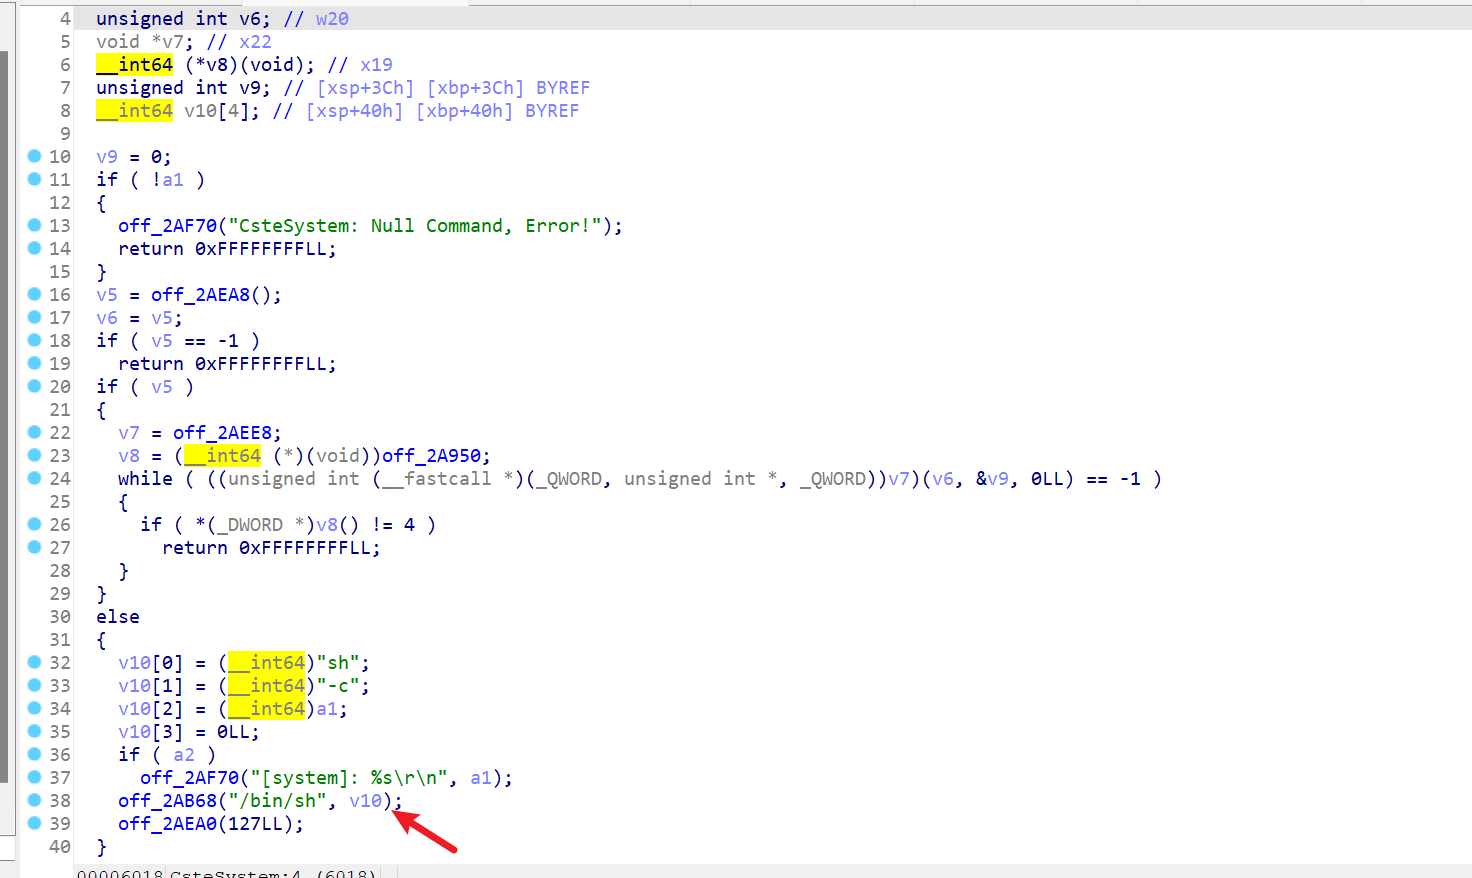 4 unsigned int v6; // w20
5 void *v7; // x22
6 __int64 (*v8)(void); // x19
7 unsigned int v9; // [xsp+3Ch] [xbp+3Ch] BYREF
8 __int64 v10[4]; // [xsp+40h] [xbp+40h] BYREF
9
10 v9 = 0;
11 if ( !a1 )
12 {
13 off_2AF70("CsteSystem: Null Command, Error!");
14 return 0xFFFFFFFFLL;
15 }
16 v5 = off_2AEA8();
17 v6 = v5;
18 if ( v5 == -1 )
19 return 0xFFFFFFFFLL;
20 if ( v5 )
21 {
22 v7 = off_2AEE8;
23 v8 = (__int64 (*)(void))off_2A950;
24 while ( ((unsigned int (__fastcall *)(_QWORD, unsigned int *, _QWORD))v7)(v6, &v9, 0LL) == -1 )
25 {
26 if ( *(_DWORD *)v8() != 4 )
27 return 0xFFFFFFFFLL;
28 }
29 }
30 else
31 {
32 v10[0] = (__int64)"sh";
33 v10[1] = (__int64)"-c";
34 v10[2] = (__int64)a1;
35 v10[3] = 0LL;
36 if ( a2 )
37 off_2AF70("[system]: %s\r\n", a1);
38 off_2AB68("/bin/sh", v10);
39 off_2AEA0(127LL);
40 }
00006018 CsteSystem:4 (6018)